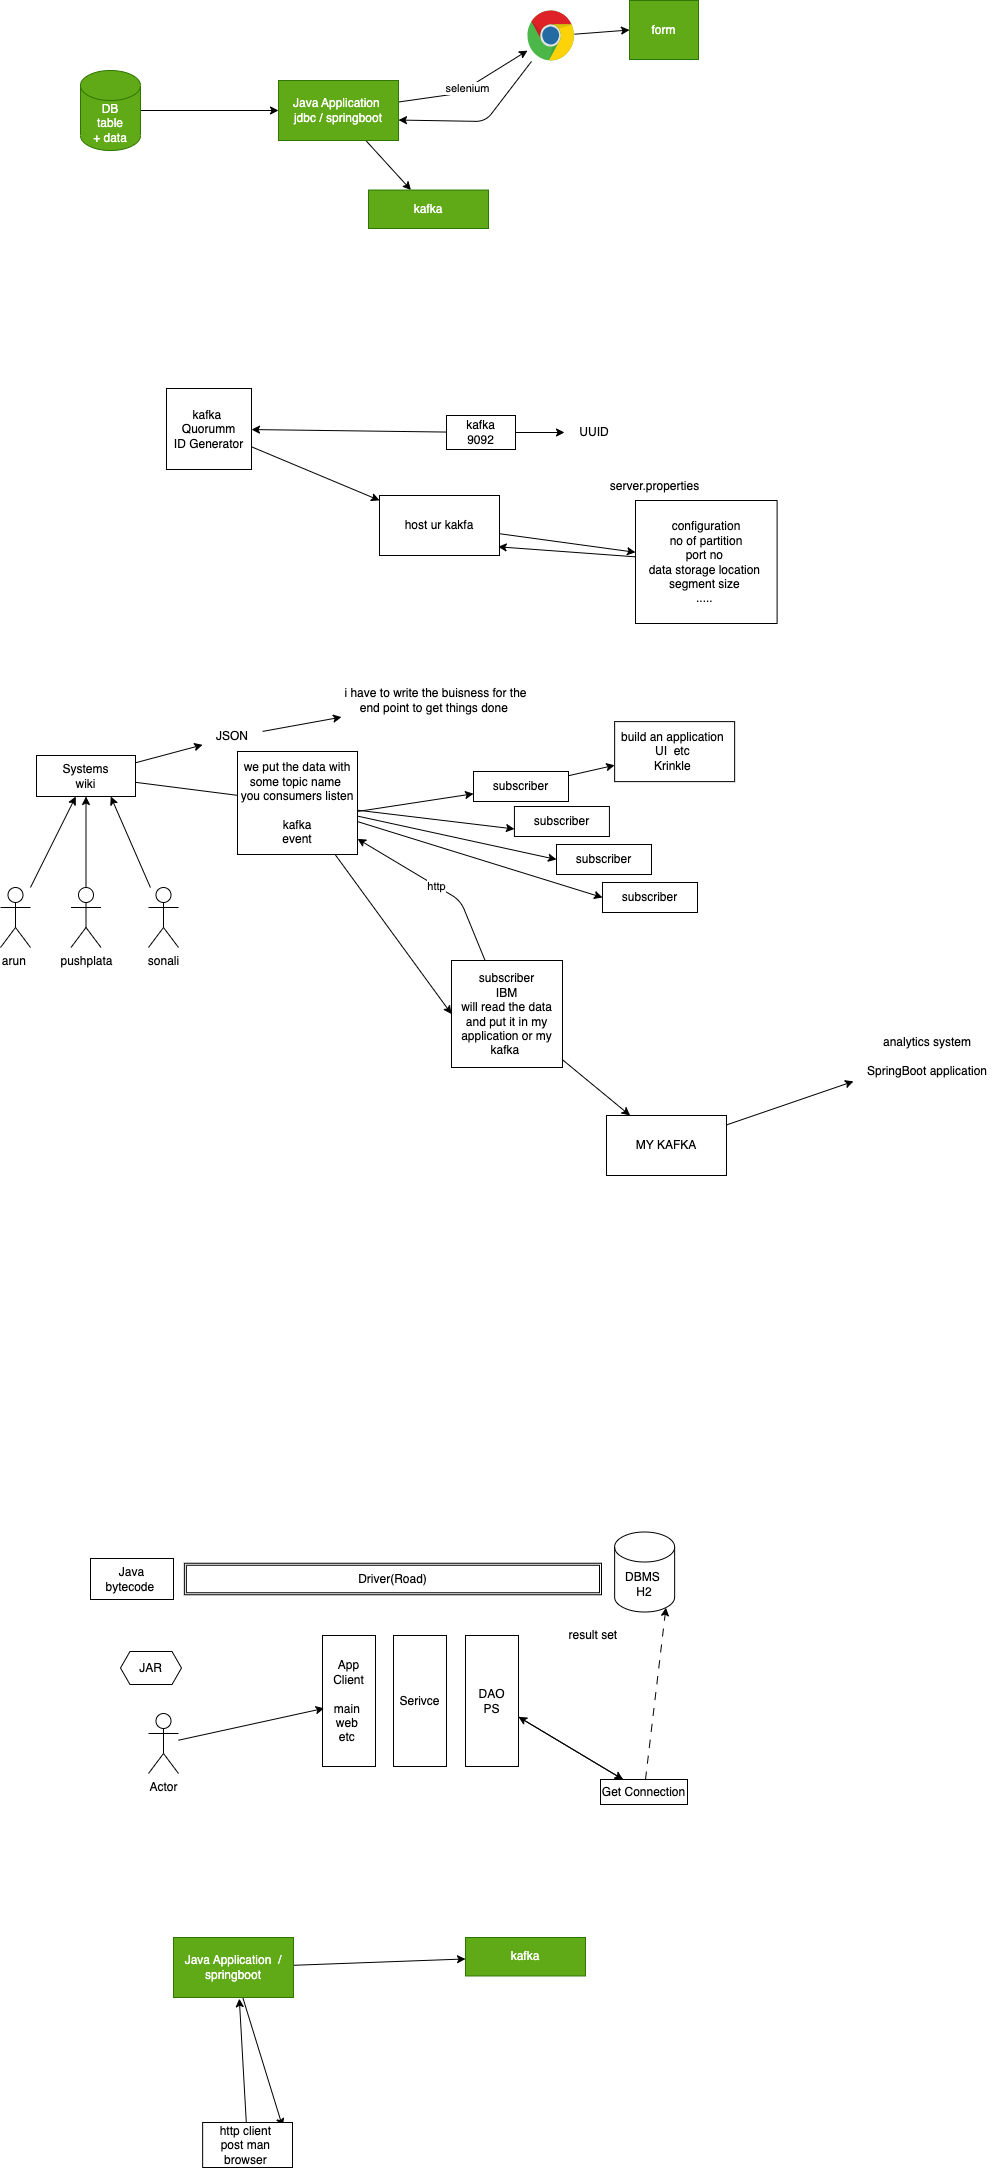 form
selenium
DB
table
+ data
Java Application
jdbc / springboot
kafka
kafka
Quorumm
ID Generator
kafka
9092
UUID
server.properties
host ur kakfa
configuration
no of partition
port no
data storage location
segment size
.....
i have to write the buisness for the
end point to get things done
JSON
Systems
wiki
we put the data with
some topic name
you consumers listen
kafka
event
subscriber
build an application
UI etc
Krinkle
subscriber
subscriber
subscriber
http
arun
pushplata
sonali
subscriber
IBM
will read the data
and put it in my
application or my
kafka
analytics system
SpringBoot application
MY KAFKA
Java
bytecode
Driver(Road)
DBMS
H2
result set
JAR
App
Client
main
web
etc
Serivce
DAO
PS
Actor
Get Connection
Java Application /
springboot
kafka
http client
post man
browser